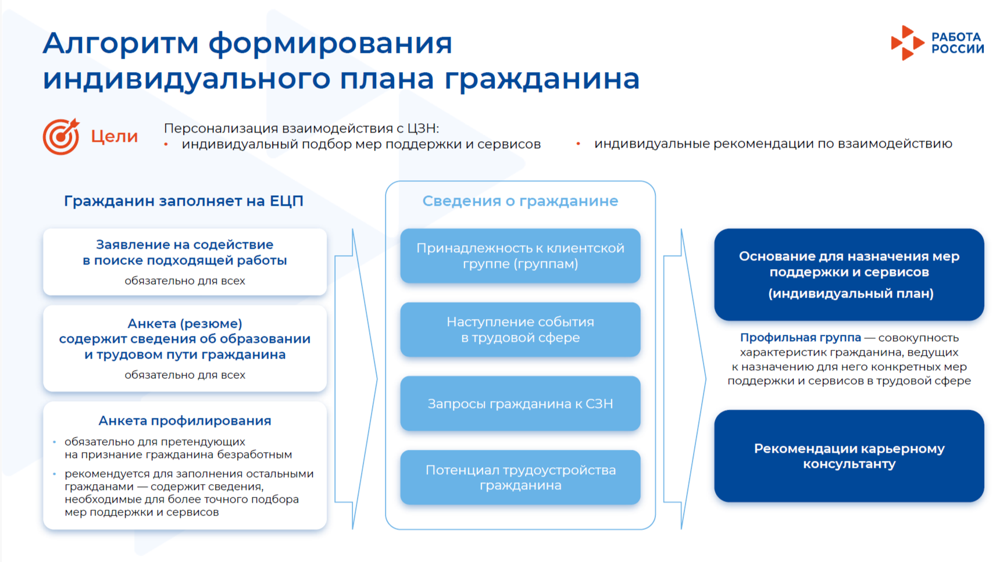 Алгоритм формирования
индивидуального плана гражданина
РАБОТА
РОССИИ
Цели
Персонализация взаимодействия с ЦЗН:
• индивидуальный подбор мер поддержки и сервисов
• индивидуальные рекомендации по взаимодействию
Гражданин заполняет на ЕЦП
Заявление на содействие
в поиске подходящей работы
обязательно для всех
Анкета (резюме)
содержит сведения об образовании
и трудовом пути гражданина
обязательно для всех
Анкета профилирования
• обязательно для претендующих
на признание гражданина безработным
• рекомендуется для заполнения остальными
гражданами — содержит сведения,
необходимые для более точного подбора
мер поддержки и сервисов
Сведения о гражданине
Принадлежность к клиентской
группе (группам)
Наступление события
в трудовой сфере
Запросы гражданина к СЗН
Потенциал трудоустройства
гражданина
Основание для назначения мер
поддержки и сервисов
(индивидуальный план)
Профильная группа — совокупность
характеристик гражданина, ведущих
к назначению для него конкретных мер
поддержки и сервисов в трудовой сфере
Рекомендации карьерному
консультанту